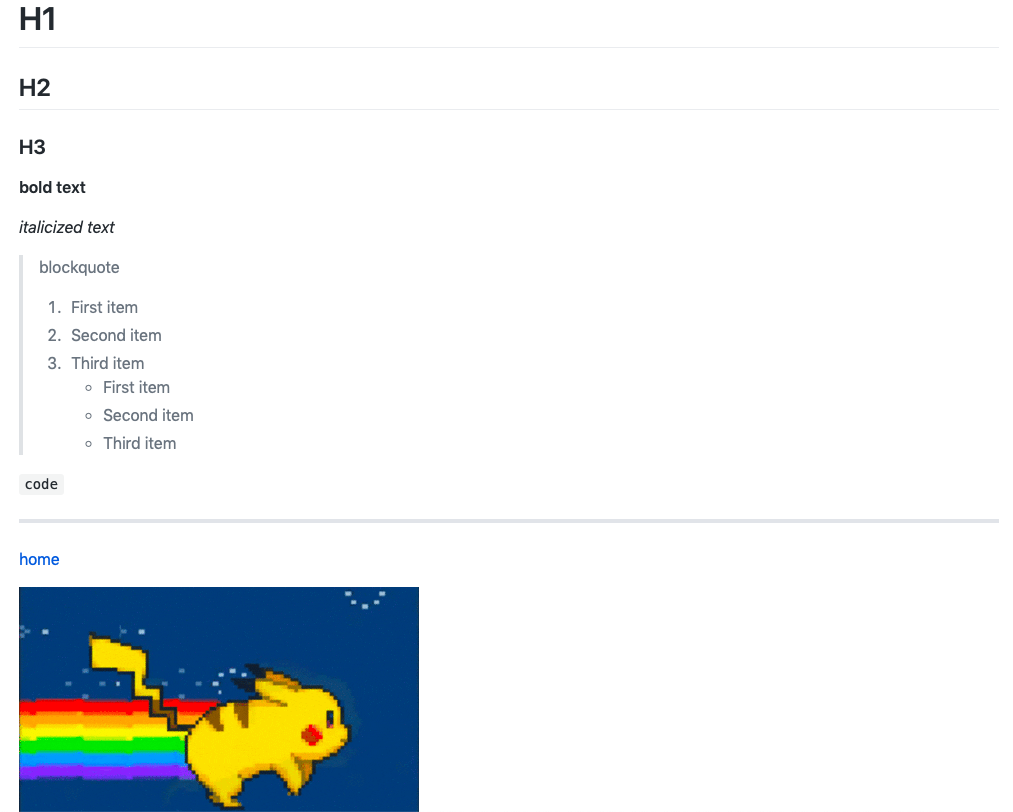 H1
H2
H3
bold text
italicized text
blockquote
1. First item
2. Second item
3. Third item
First item
Second item
Third item
code
home